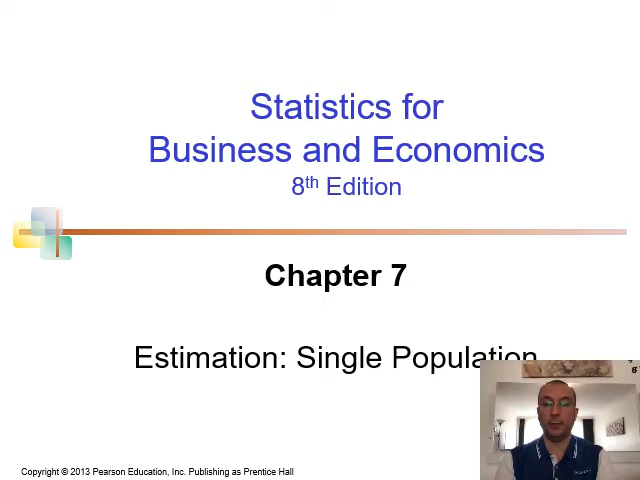 Statistics for
Business and Economics
8th Edition
Chapter 7
Estimation: Single Population
Copyright © 2013 Pearson Education, Inc. Publishing as Prentice Hall